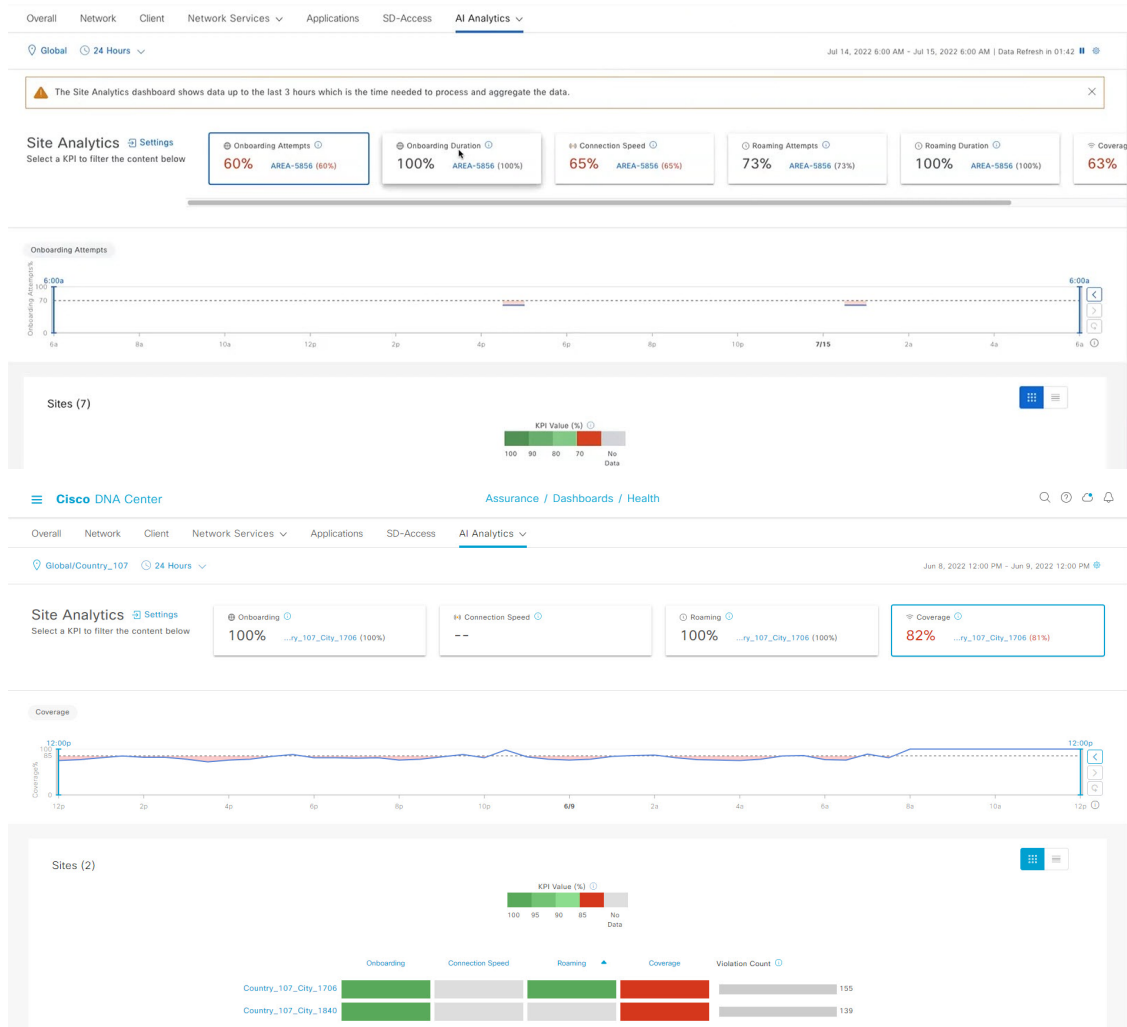 Overall Network Client Network Services Applications SD-Access AI Analytics
Global 24 Hours Jul 14, 2022 6:00 AM - Jul 15, 2022 6:00 AM | Data Refresh in 01:42
The Site Analytics dashboard shows data up to the last 3 hours which is the time needed to process and aggregate the data.
Site Analytics Settings
Select a KPI to filter the content below
Onboarding Attempts
60% AREA-5856 (60%)
Onboarding Duration
100% AREA-5856 (100%)
Connection Speed
65% AREA-5856 (65%)
Roaming Attempts
73% AREA-5856 (73%)
Roaming Duration
100% AREA-5856 (100%)
Coverag
63%
Onboarding Attempts
Onboarding Attempts%
6:00a 6:00a
100
70
0
6a 8a 10a 12p 2p 4p 6p 8p 10p 7/15 2a 4a 6a
Sites (7)
KPI Value (%)
100 90 80 70 No
Data
Cisco DNA Center Assurance / Dashboards / Health
Overall Network Client Network Services Applications SD-Access AI Analytics
Global/Country_107 24 Hours Jun 8, 2022 12:00 PM - Jun 9, 2022 12:00 PM
Site Analytics Settings
Select a KPI to filter the content below
Onboarding
100% ...ry_107_City_1706 (100%)
Connection Speed
--
Roaming
100% ...ry_107_City_1706 (100%)
Coverage
82% ...ry_107_City_1706 (81%)
Coverage
Coverage%
12:00p 12:00p
100
85
0
12p 2p 4p 6p 8p 10p 6/9 2a 4a 6a 8a 10a 12p
Sites (2)
KPI Value (%)
100 95 90 85 No
Data
Onboarding Connection Speed Roaming Coverage Violation Count
Country_107_City_1706 155
Country_107_City_1840 139